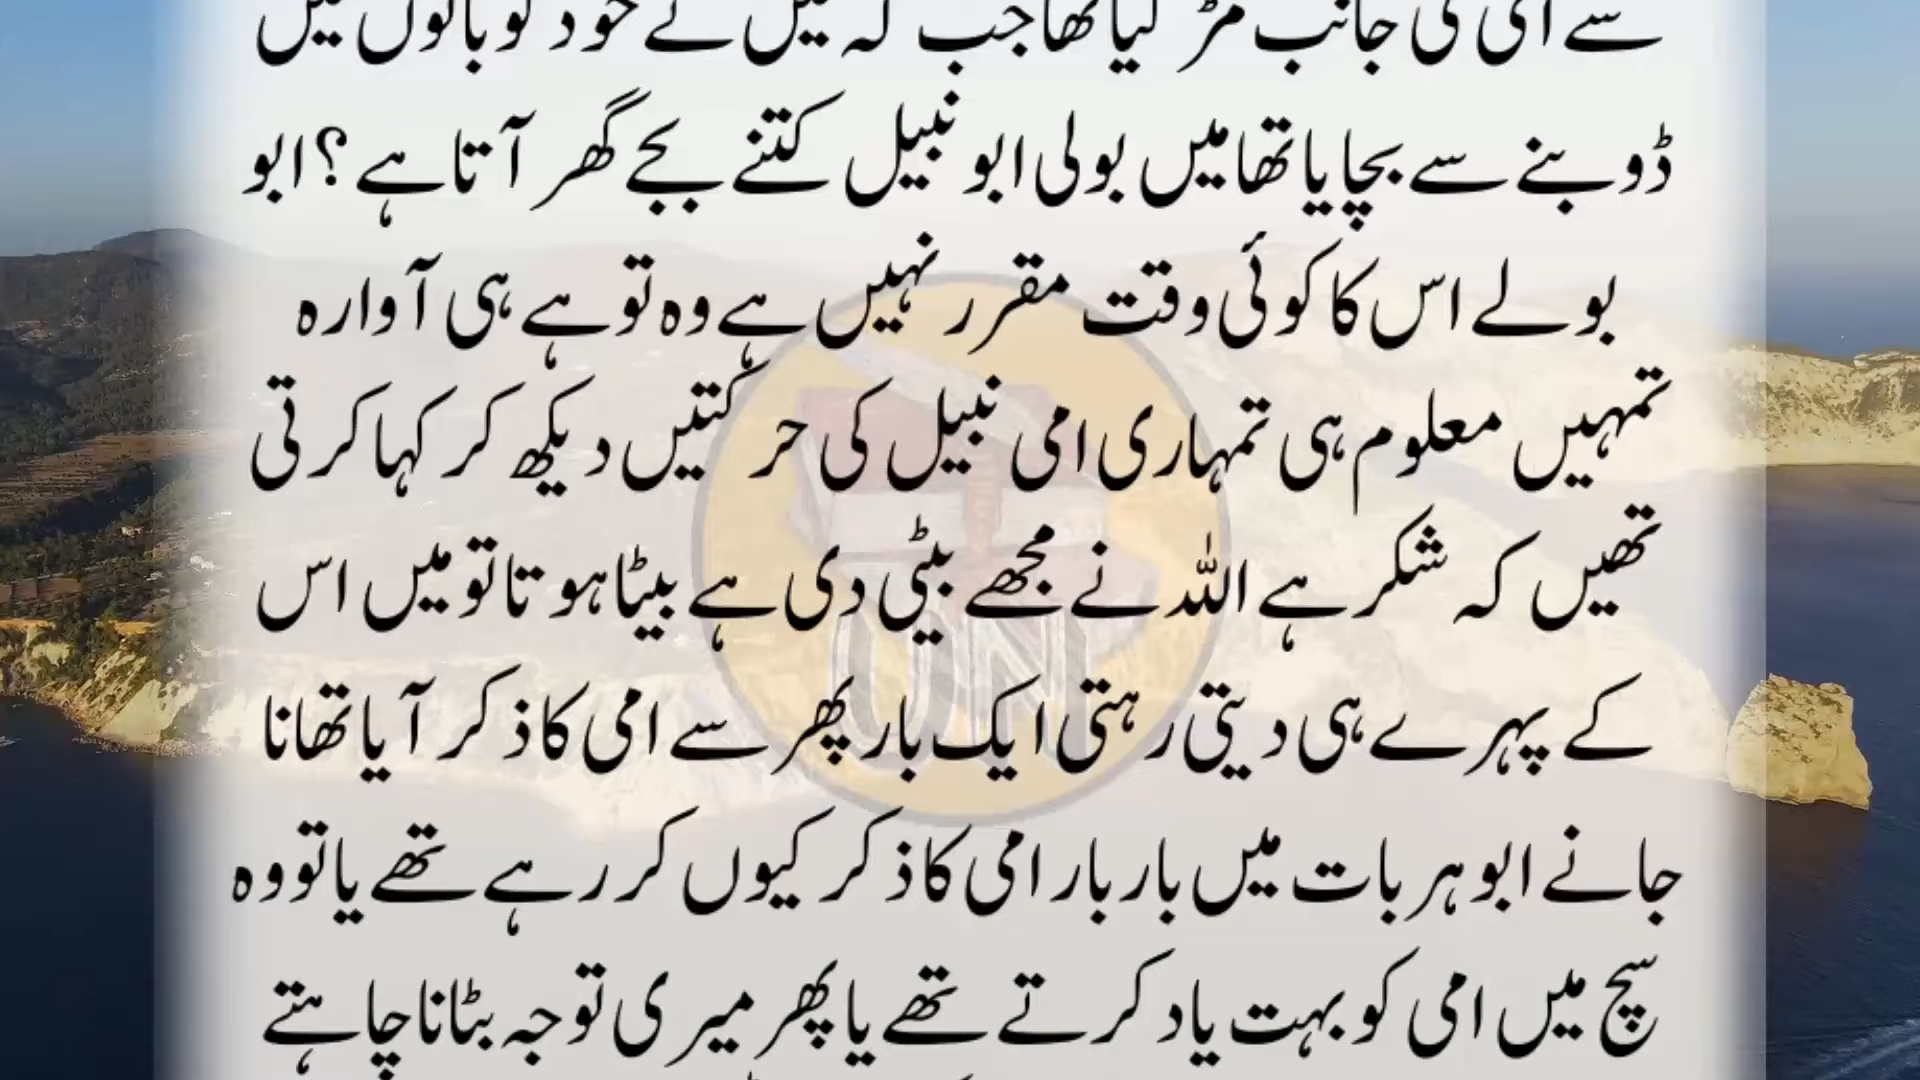 سے امی کی جانب مڑ گیا تھا جب کہ میں نے خود کو باتوں میں
ڈوبنے سے بچایا تھا میں بولی ابو نبیل کتنے بجے گھر آتا ہے ؟ ابو
بولے اس کا کوئی وقت مقرر نہیں ہے وہ تو ہے ہی آوارہ
تمہیں معلوم ہی تمہاری امی نبیل کی حرکتیں دیکھ کر کہا کرتی
تھیں کہ شکر ہے اللہ نے مجھے بیٹی دی ہے بیٹا ہوتا تو میں اس
کے پہرے ہی دیتی رہتی ایک بار پھر سے امی کا ذکر آیا تھا نا
جانے ابو ہر بات میں بار بار امی کا ذکر کیوں کر رہے تھے یا تو وہ
سچ میں امی کو بہت یاد کرتے تھے یا پھر میری توجہ بٹانا چاہتے
UN